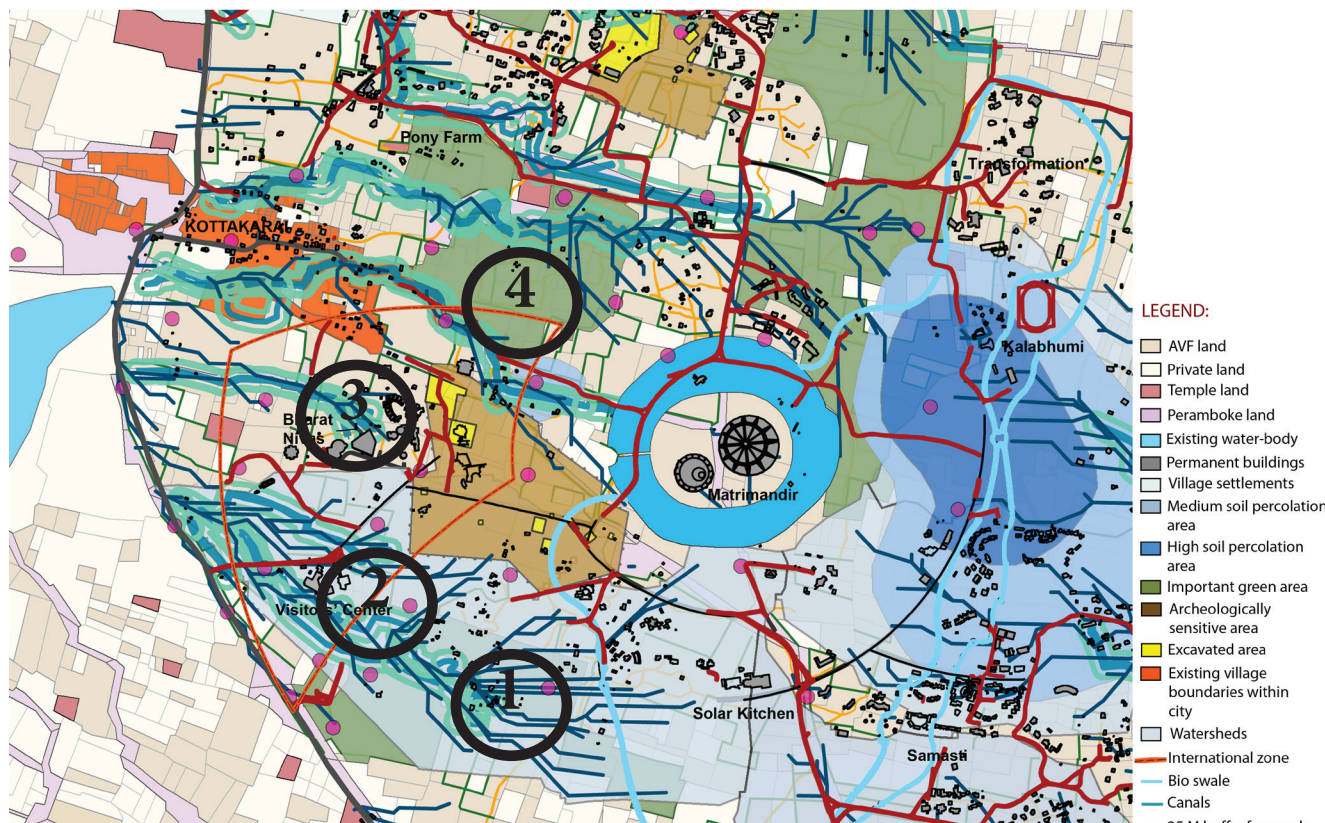 Pony Farm
Transformation
KOTTAKARAI
4
Kalabhumi
3
Bharat
Nivas
Matrimandir
2
Visitors' Center
1
Solar Kitchen
Samasti
LEGEND:
AVF land
Private land
Temple land
Peramboke land
Existing water-body
Permanent buildings
Village settlements
Medium soil percolation
area
High soil percolation
area
Important green area
Archeologically
sensitive area
Excavated area
Existing village
boundaries within
city
Watersheds
International zone
Bio swale
Canals